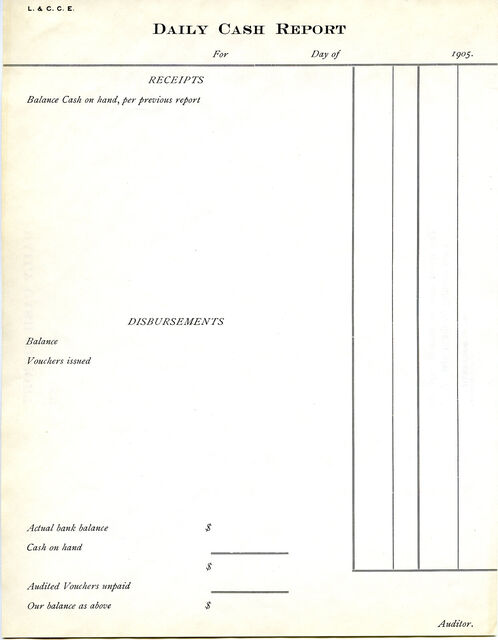 L. & C. C. E.
DAILY CASH REPORT
For Day of 1905.
RECEIPTS
Balance Cash on hand, per previous report
DISBURSEMENTS
Balance
Vouchers issued
Actual bank balance $
Cash on hand
$
Audited Vouchers unpaid
Our balance as above $
Auditor.